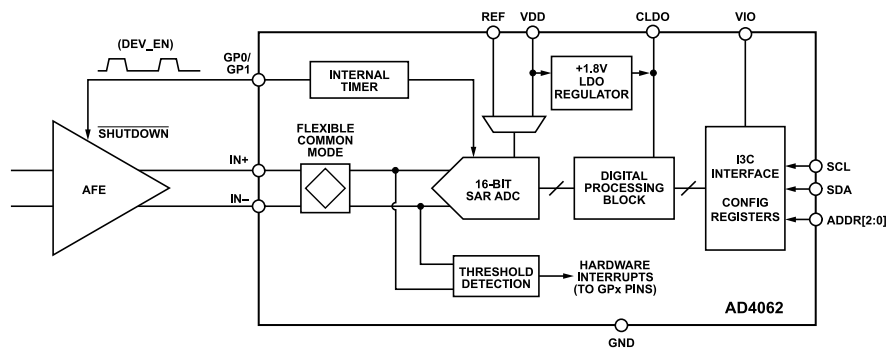 REF
VDD
CLDO
VIO
(DEV_EN)
GP0/
GP1
INTERNAL
TIMER
+1.8V
LDO
REGULATOR
SHUTDOWN
FLEXIBLE
COMMON
MODE
IN+
IN–
AFE
16-BIT
SAR ADC
DIGITAL
PROCESSING
BLOCK
I3C
INTERFACE
CONFIG
REGISTERS
SCL
SDA
ADDR[2:0]
THRESHOLD
DETECTION
HARDWARE
INTERRUPTS
(TO GPx PINS)
AD4062
GND